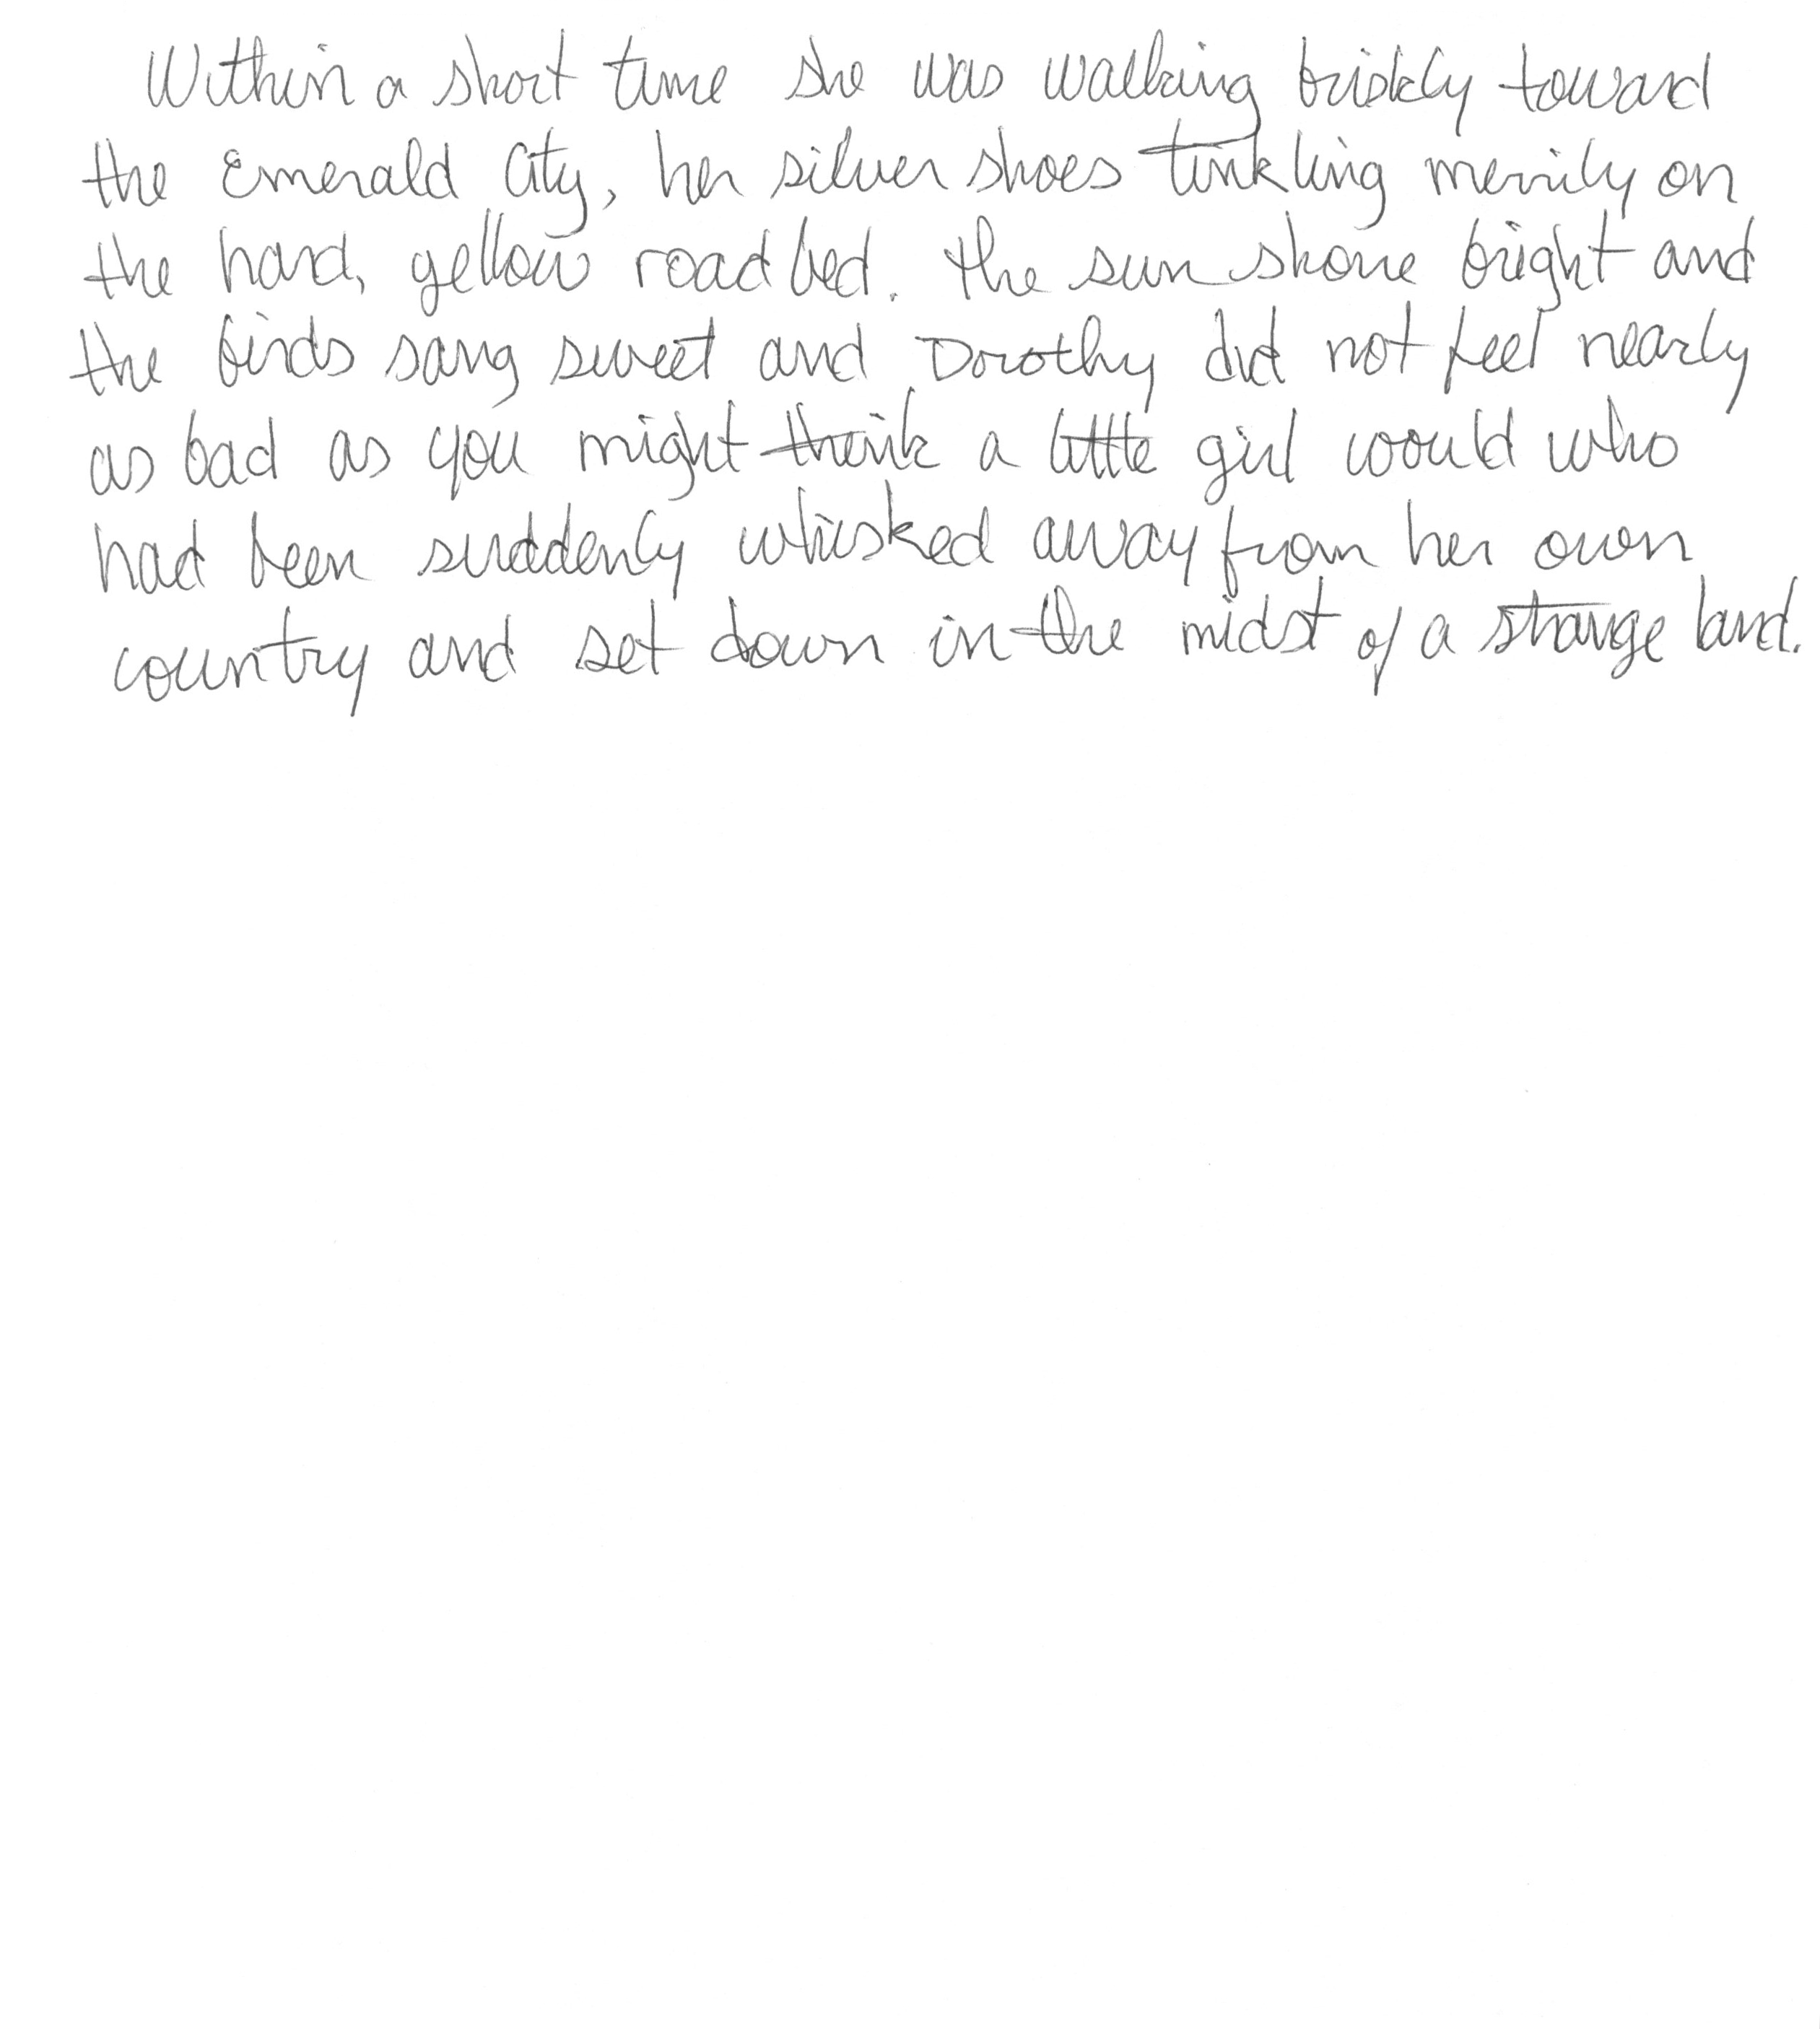 Within a short time she was walking briskly toward
the Emerald City, her silver shoes tinkling merrily on
the hard, yellow roadbed. the sun shone bright and
the birds sang sweet and Dorothy did not feel nearly
as bad as you might think a little girl would who
had been suddenly whisked away from her own
country and set down in the midst of a strange land.